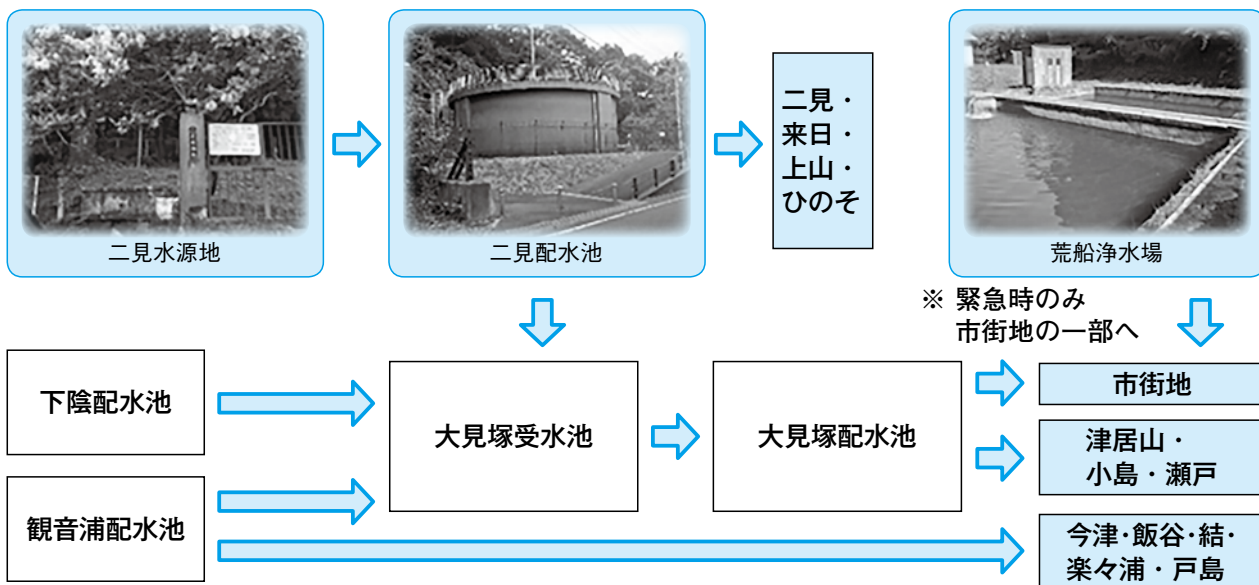 二見水源地
二見配水池
二見・
来日・
上山・
ひのそ
荒船浄水場
※ 緊急時のみ
市街地の一部へ
下陰配水池
大見塚受水池
大見塚配水池
市街地
津居山・
小島・瀬戸
観音浦配水池
今津・飯谷・結・
楽々浦・戸島